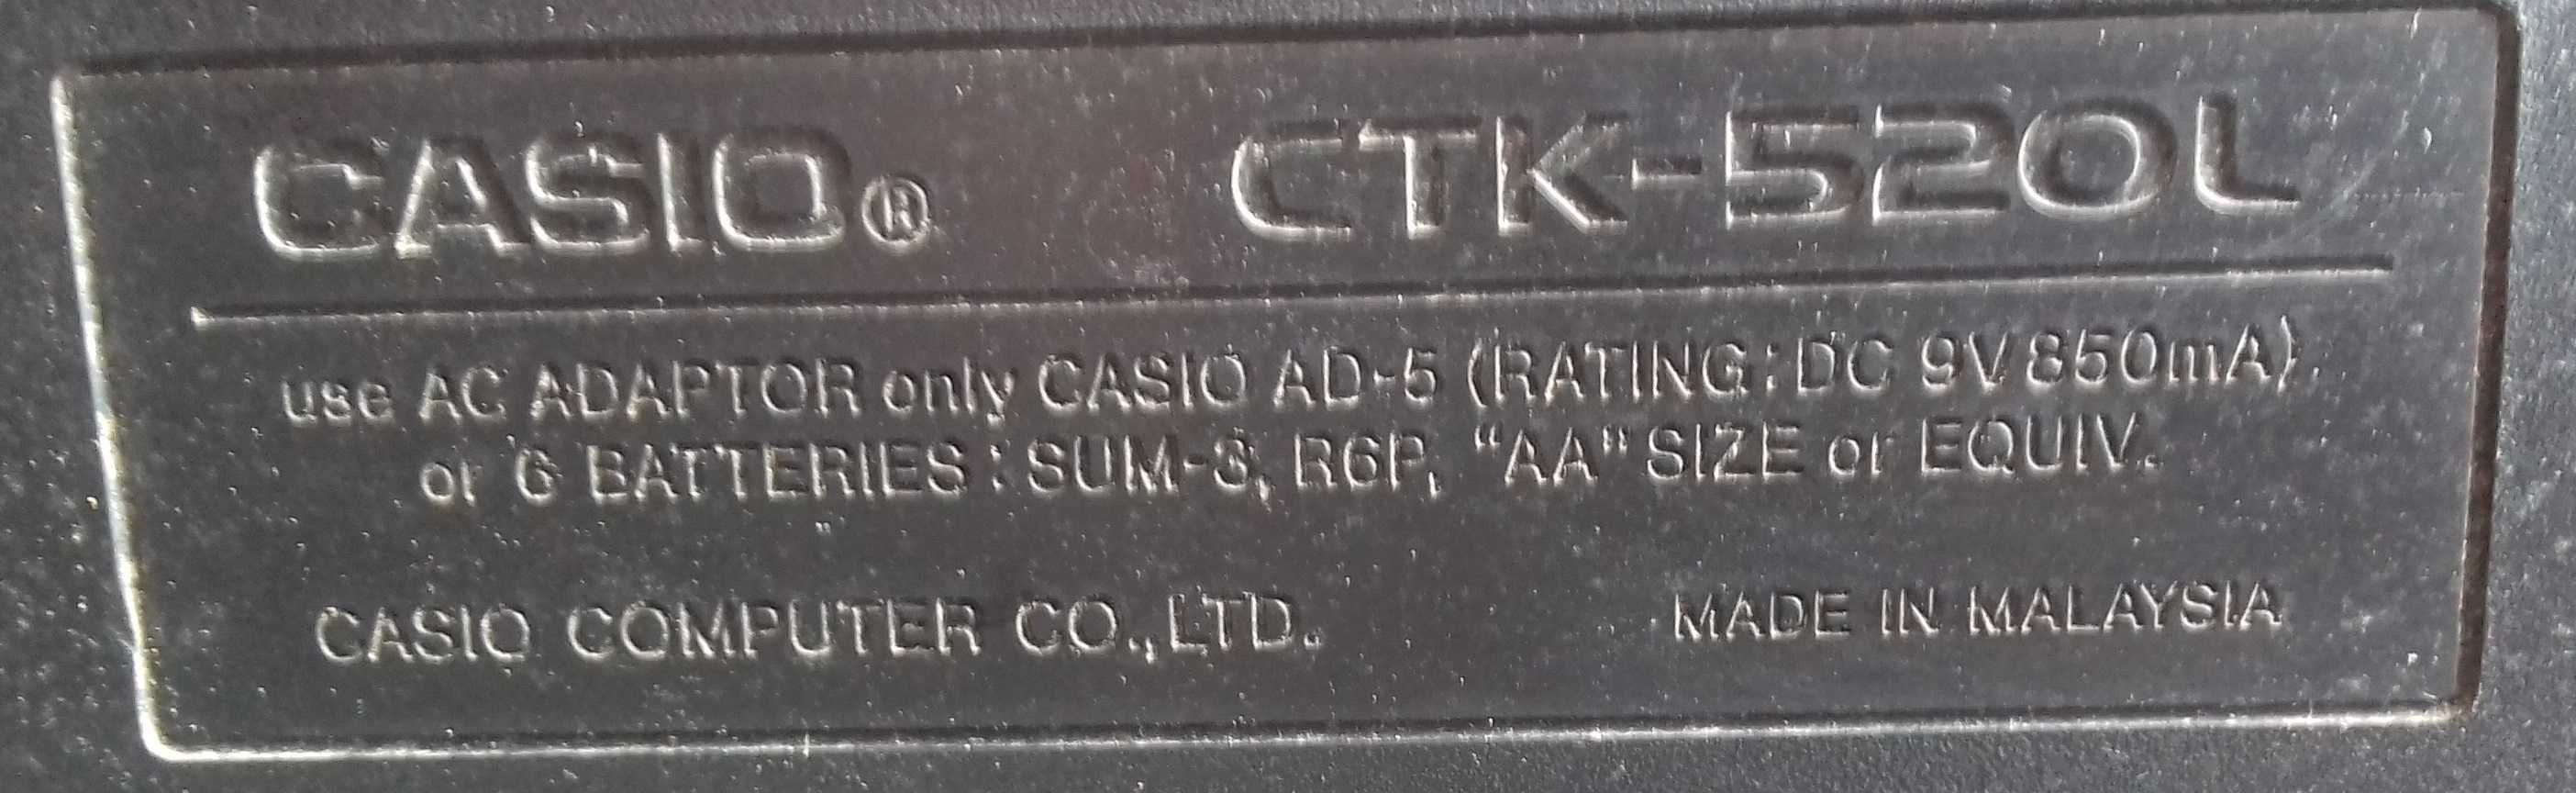 CASIO® CTK-520L
use AC ADAPTOR only CASIO AD-5 (RATING:DC 9V 850mA).
or 6 BATTERIES : SUM-3, R6P, "AA" SIZE or EQUIV.
CASIO COMPUTER CO.,LTD. MADE IN MALAYSIA